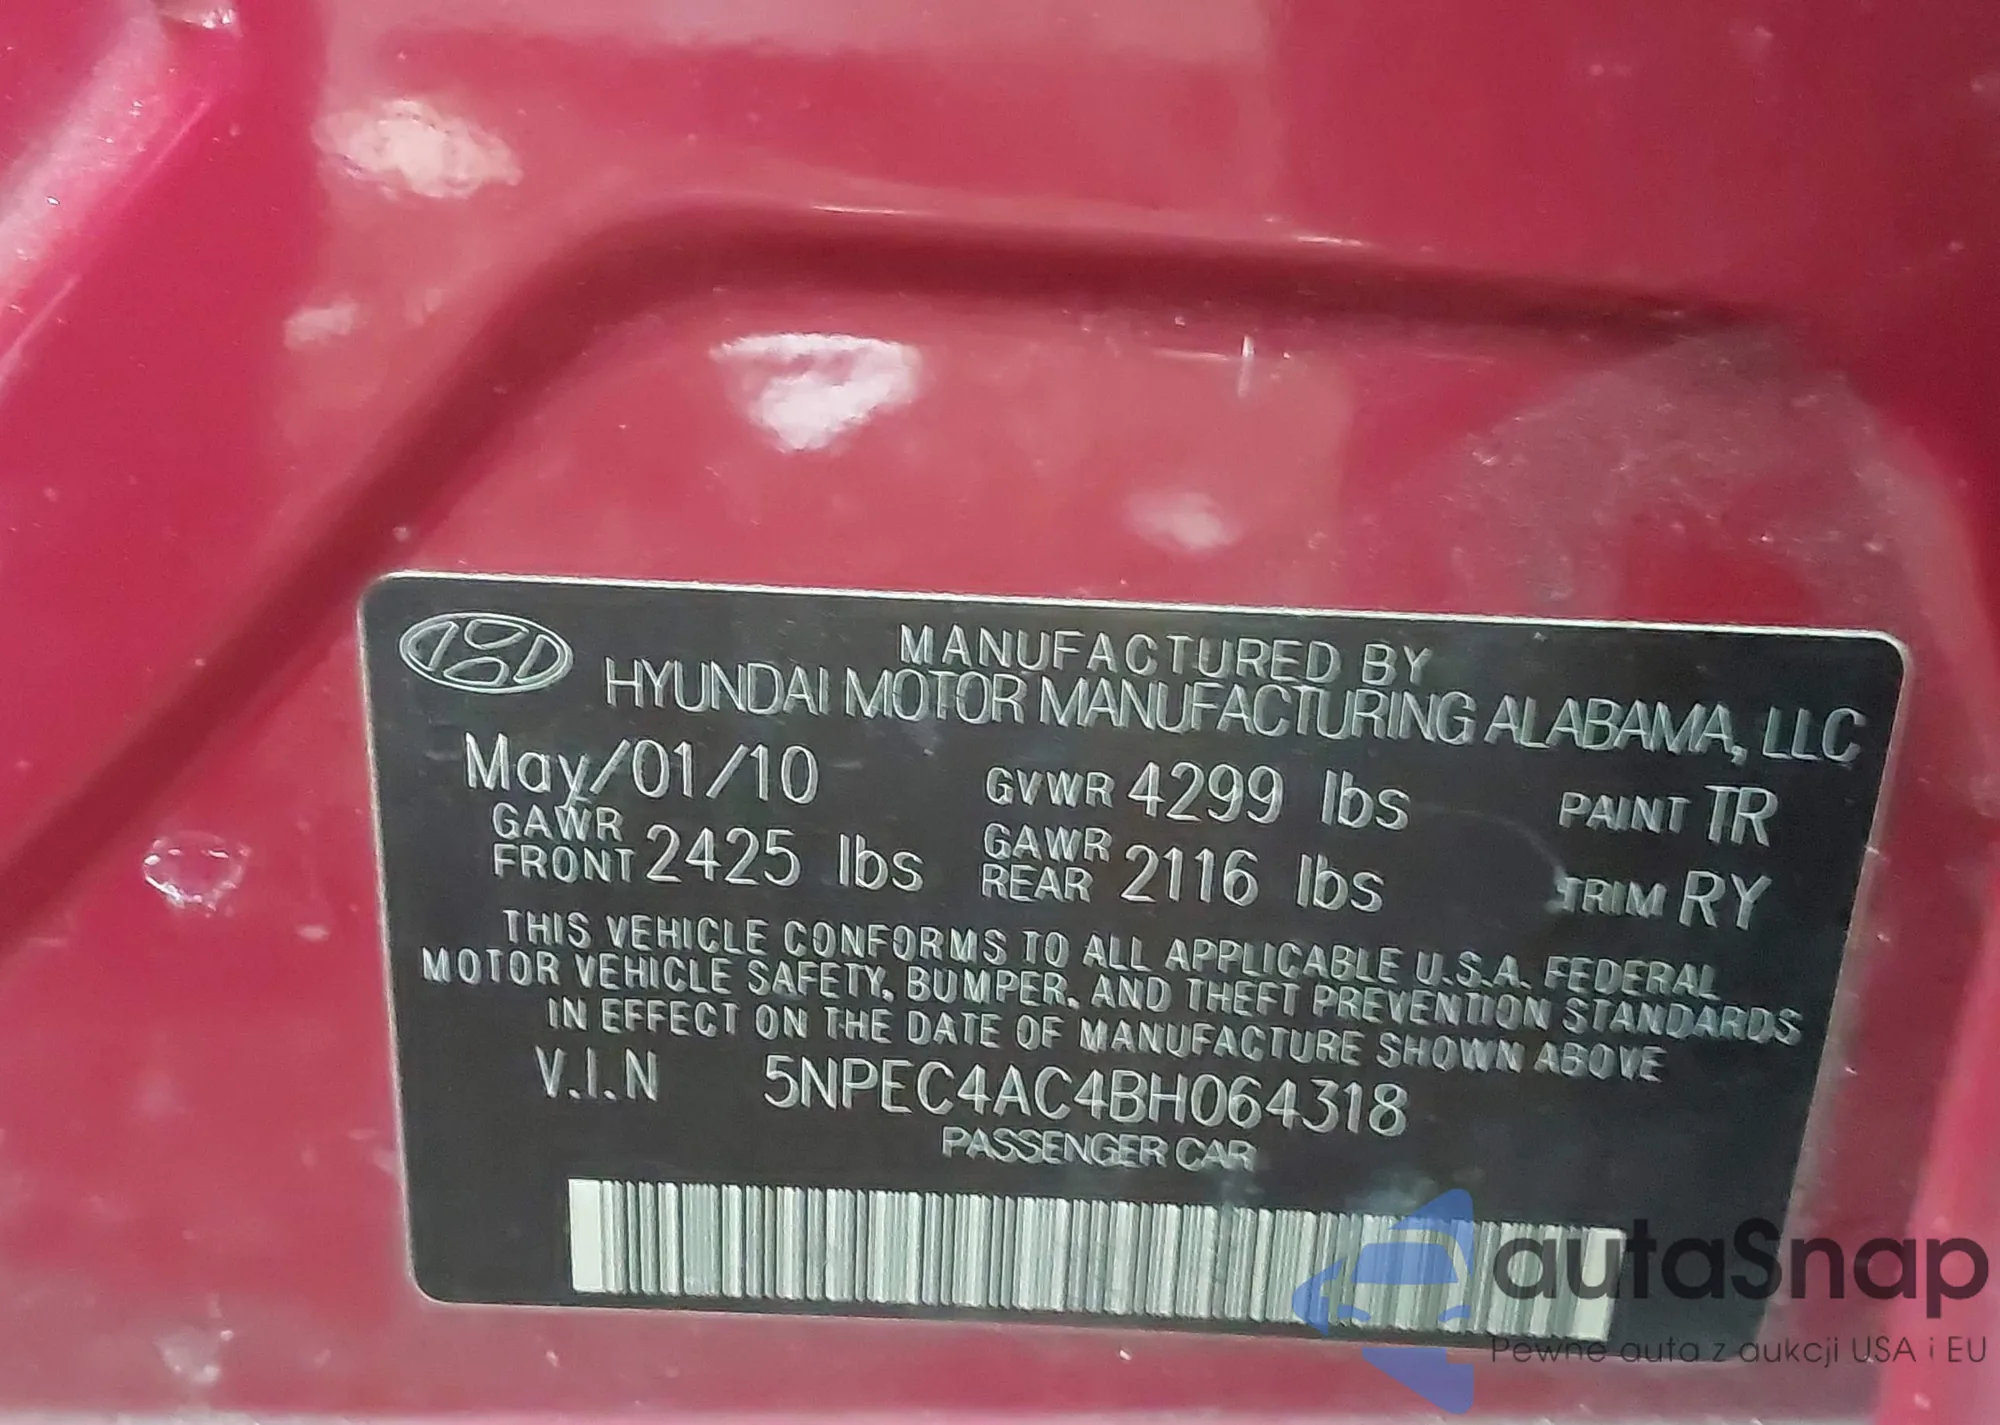 MANUFACTURED BY
HYUNDAI MOTOR MANUFACTURING ALABAMA, LLC
May/01/10 GVWR 4299 lbs PAINT TR
GAWR FRONT 2425 lbs GAWR REAR 2116 lbs TRIM RY
THIS VEHICLE CONFORMS TO ALL APPLICABLE U.S.A. FEDERAL
MOTOR VEHICLE SAFETY, BUMPER, AND THEFT PREVENTION STANDARDS
IN EFFECT ON THE DATE OF MANUFACTURE SHOWN ABOVE
V.I.N 5NPEC4AC4BH064318
PASSENGER CAR
autaSnap
Pewne auta z aukcji USA i EU